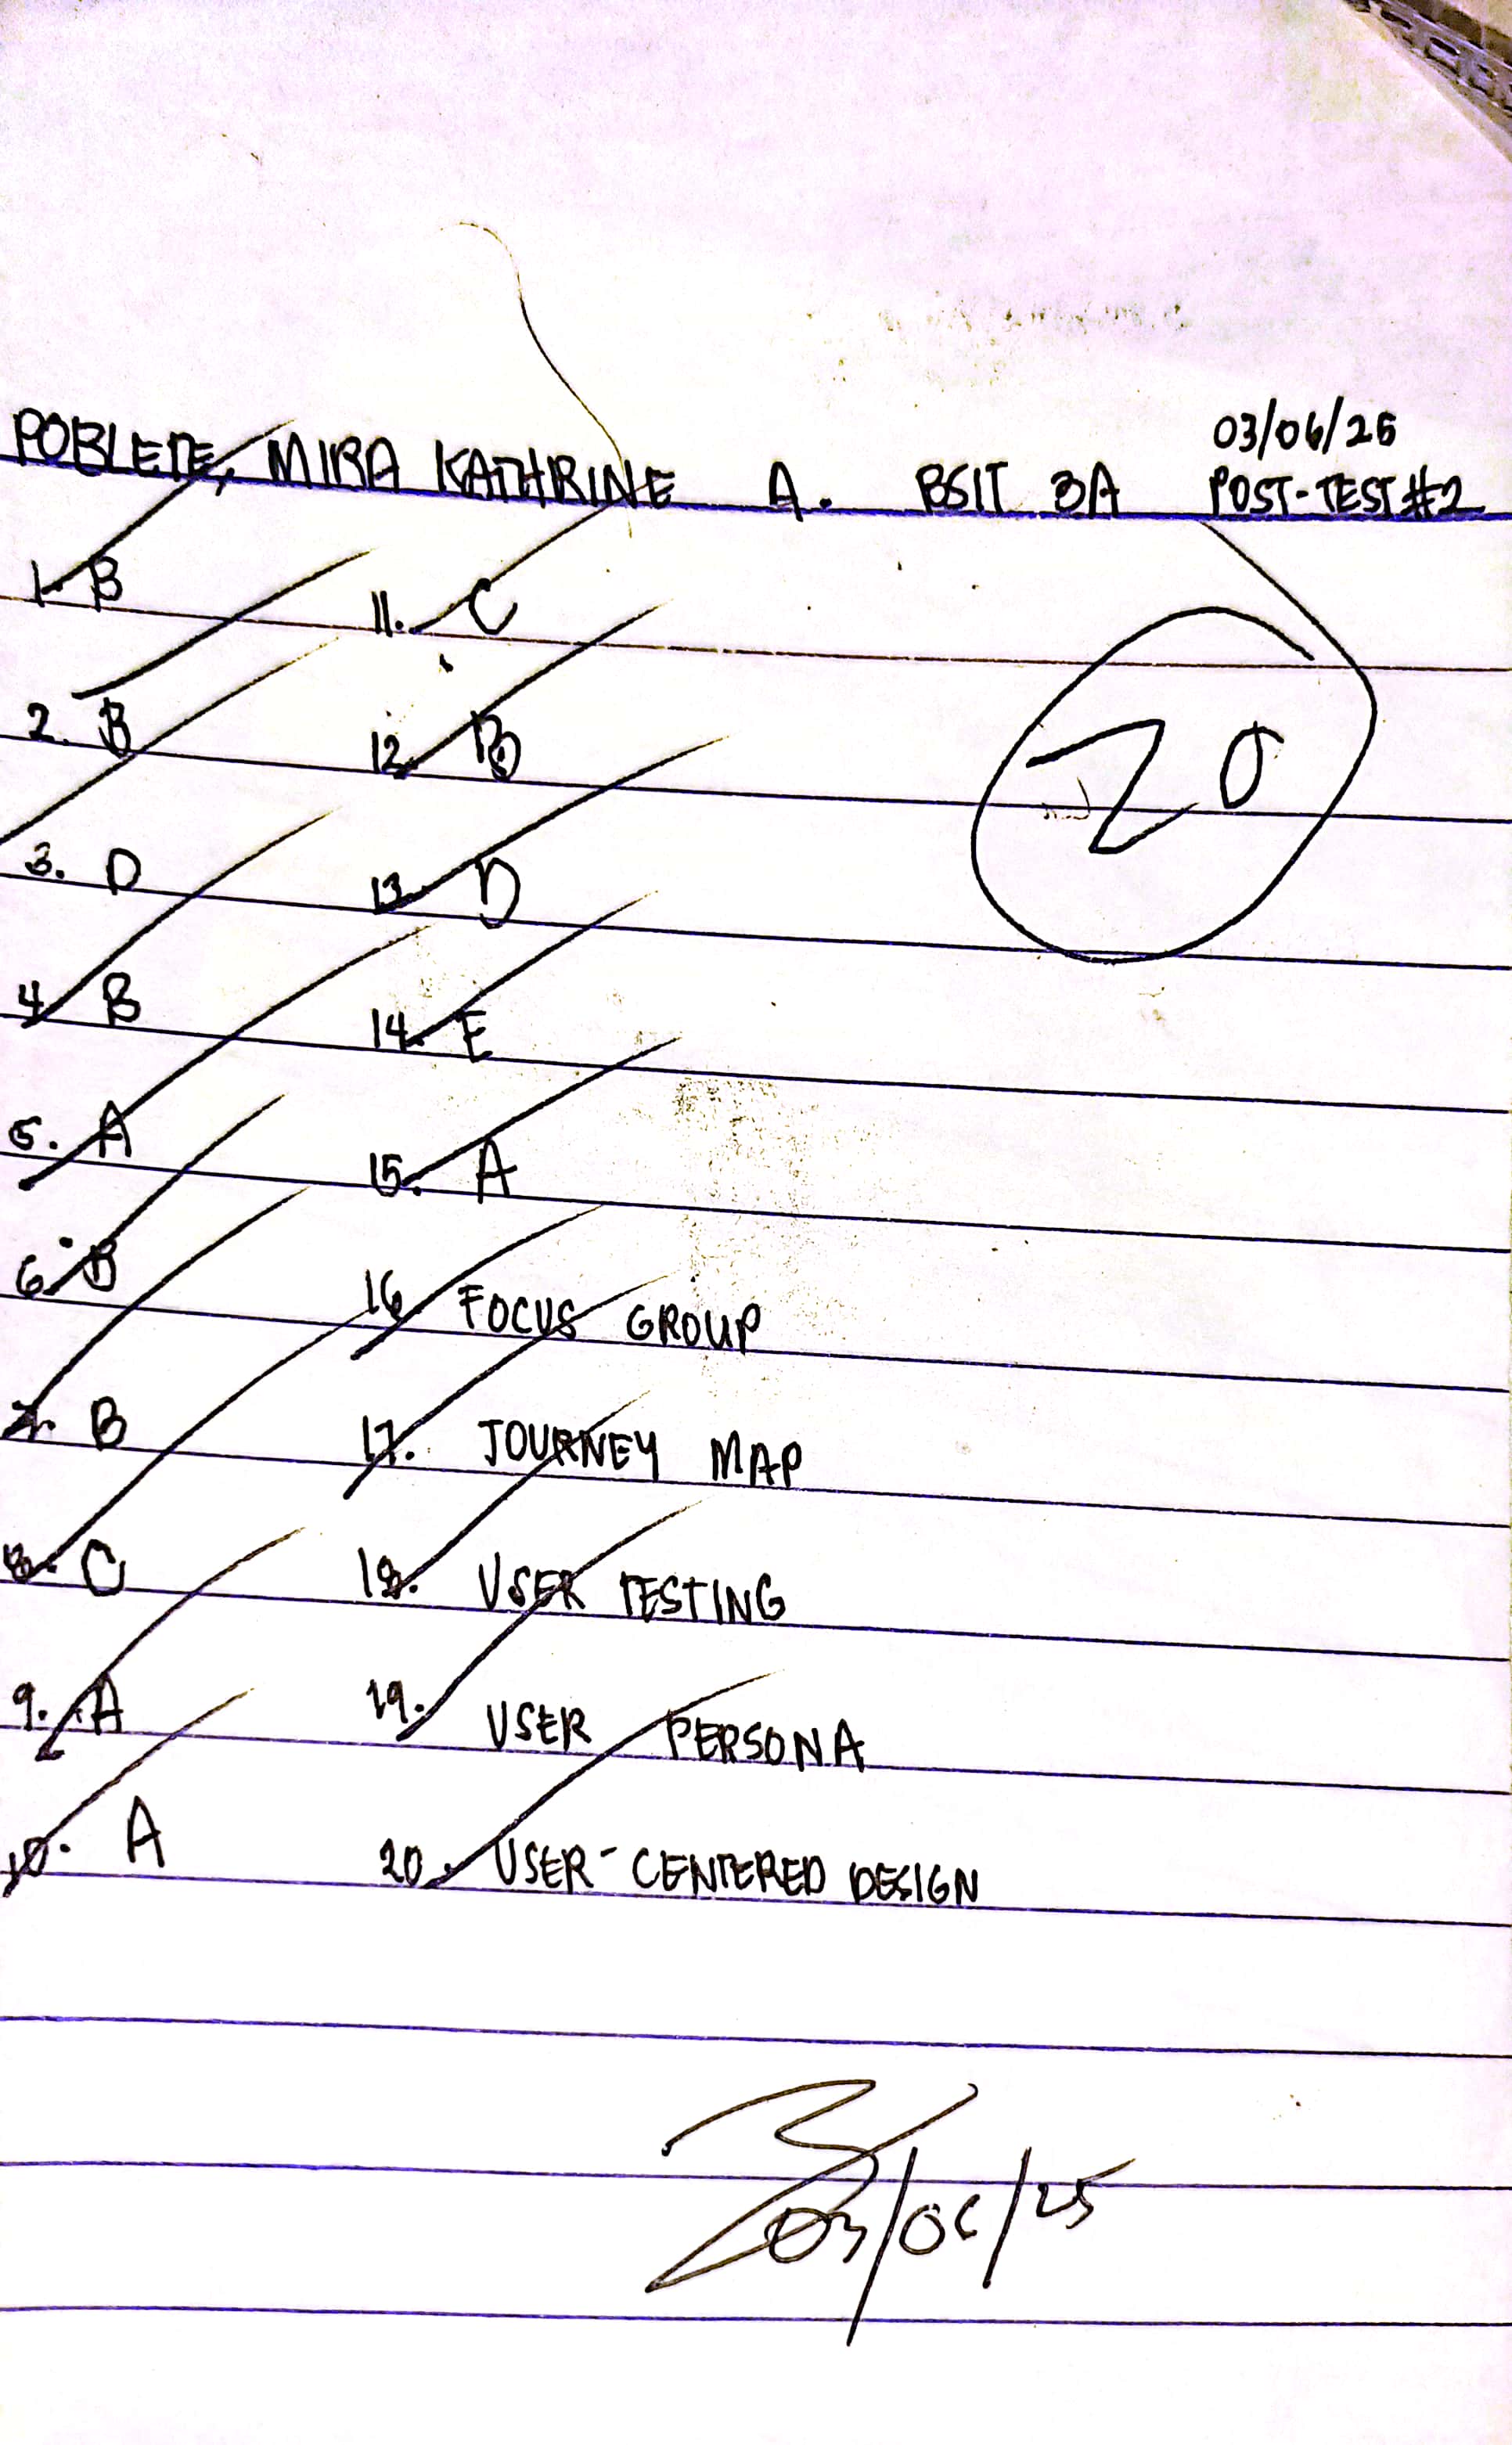 03/06/25
POBLETE, MIRA KATHRINE A. BSIT 3A POST-TEST #2
1. B
2. B
3. D
4. B
5. A
6. B
7. B
8. C
9. A
10. A
11. C
12. B
13. D
14. E
15. A
16. FOCUS GROUP
17. JOURNEY MAP
18. USER TESTING
19. USER PERSONA
20. USER-CENTERED DESIGN
20
03/06/25